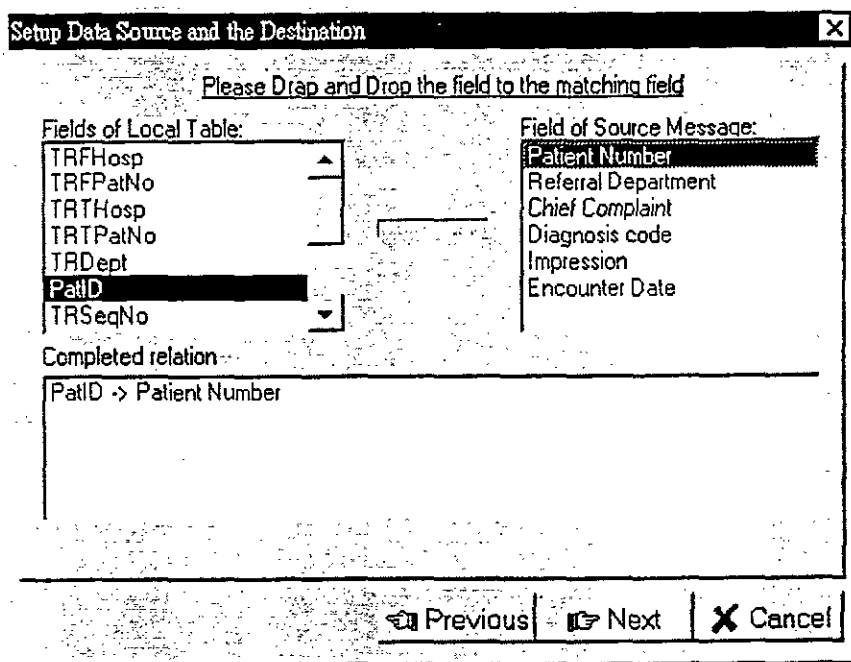 Setup Data Source and the Destination
Please Drap and Drop the field to the matching field
Fields of Local Table:
TRFHosp
TRFPatNo
TRTHosp
TRTPatNo
TRDept
PatID
TRSeqNo
Field of Source Message:
Patient Number
Referral Department
Chief Complaint
Diagnosis code
Impression
Encounter Date
Completed relation
PatID -> Patient Number
Previous
Next
Cancel